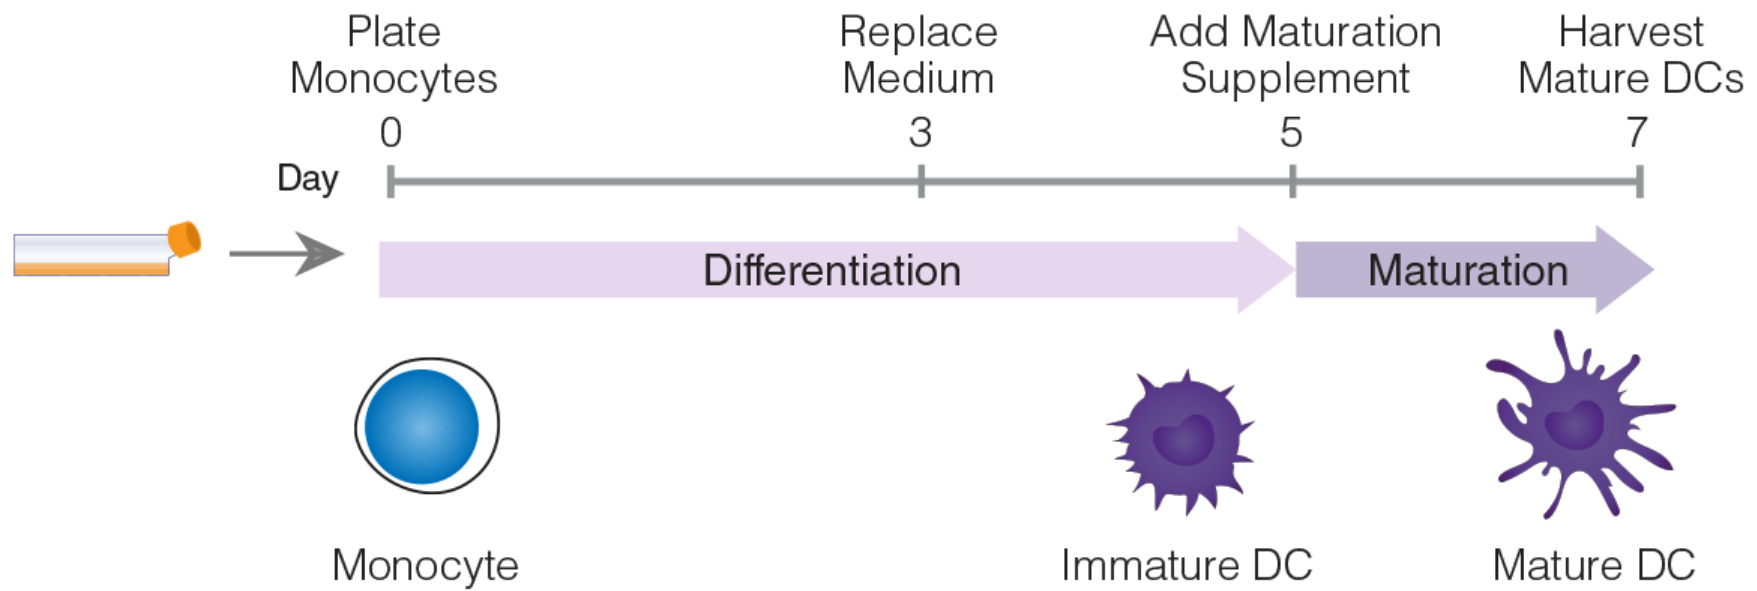 Plate
Monocytes
Replace
Medium
Add Maturation
Supplement
Harvest
Mature DCs
0 3 5 7
Day
Differentiation Maturation
Monocyte Immature DC Mature DC